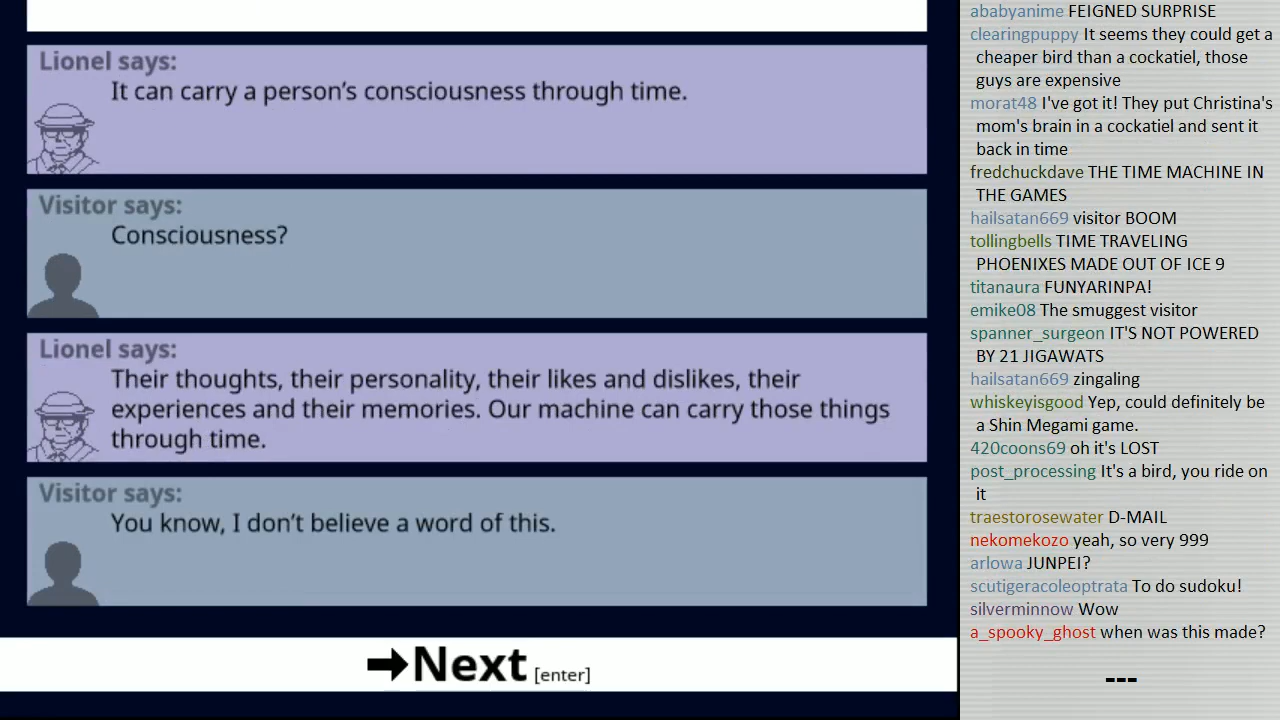 Lionel says:
It can carry a person's consciousness through time.
Visitor says:
Consciousness?
Lionel says:
Their thoughts, their personality, their likes and dislikes, their
experiences and their memories. Our machine can carry those things
through time.
Visitor says:
You know, I don't believe a word of this.
➡Next [enter]
ababyanime FEIGNED SURPRISE
clearingpuppy It seems they could get a
cheaper bird than a cockatiel, those
guys are expensive
morat48 I've got it! They put Christina's
mom's brain in a cockatiel and sent it
back in time
fredchuckdave THE TIME MACHINE IN
THE GAMES
hailsatan669 visitor BOOM
tollingbells TIME TRAVELING
PHOENIXES MADE OUT OF ICE 9
titanaura FUNYARINPA!
emike08 The smuggest visitor
spanner_surgeon IT'S NOT POWERED
BY 21 JIGAWATS
hailsatan669 zingaling
whiskeyisgood Yep, could definitely be
a Shin Megami game.
420coons69 oh it's LOST
post_processing It's a bird, you ride on
it
traestorosewater D-MAIL
nekomekozo yeah, so very 999
arlowa JUNPEI?
scutigeracoleoptrata To do sudoku!
silverminnow Wow
a_spooky_ghost when was this made?
---